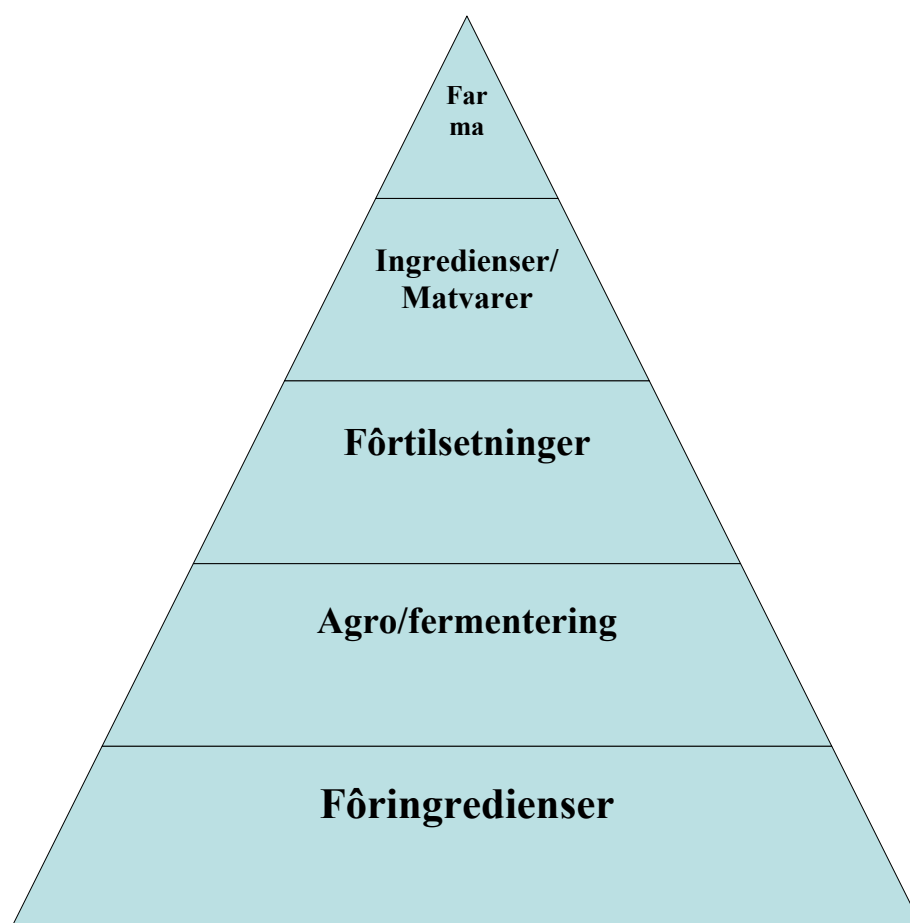 Far
ma
Ingredienser/
Matvarer
Fôrtilsetninger
Agro/fermentering
Fôringredienser